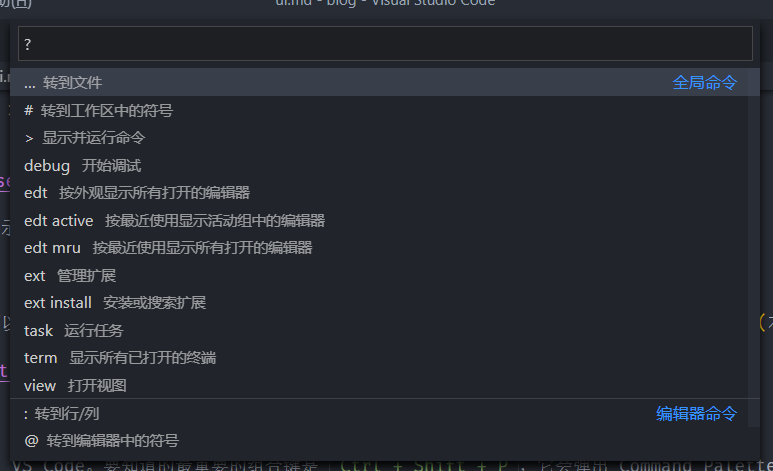 ui.md - blog - Visual Studio Code
?
... 转到文件 全局命令
# 转到工作区中的符号
> 显示并运行命令
debug 开始调试
edt 按外观显示所有打开的编辑器
edt active 按最近使用显示活动组中的编辑器
edt mru 按最近使用显示所有打开的编辑器
ext 管理扩展
ext install 安装或搜索扩展
task 运行任务
term 显示所有已打开的终端
view 打开视图
: 转到行/列 编辑器命令
@ 转到编辑器中的符号
VS Code。要知道的最重要的组合键是 Ctrl + Shift + P ，它会弹出 Command Palette